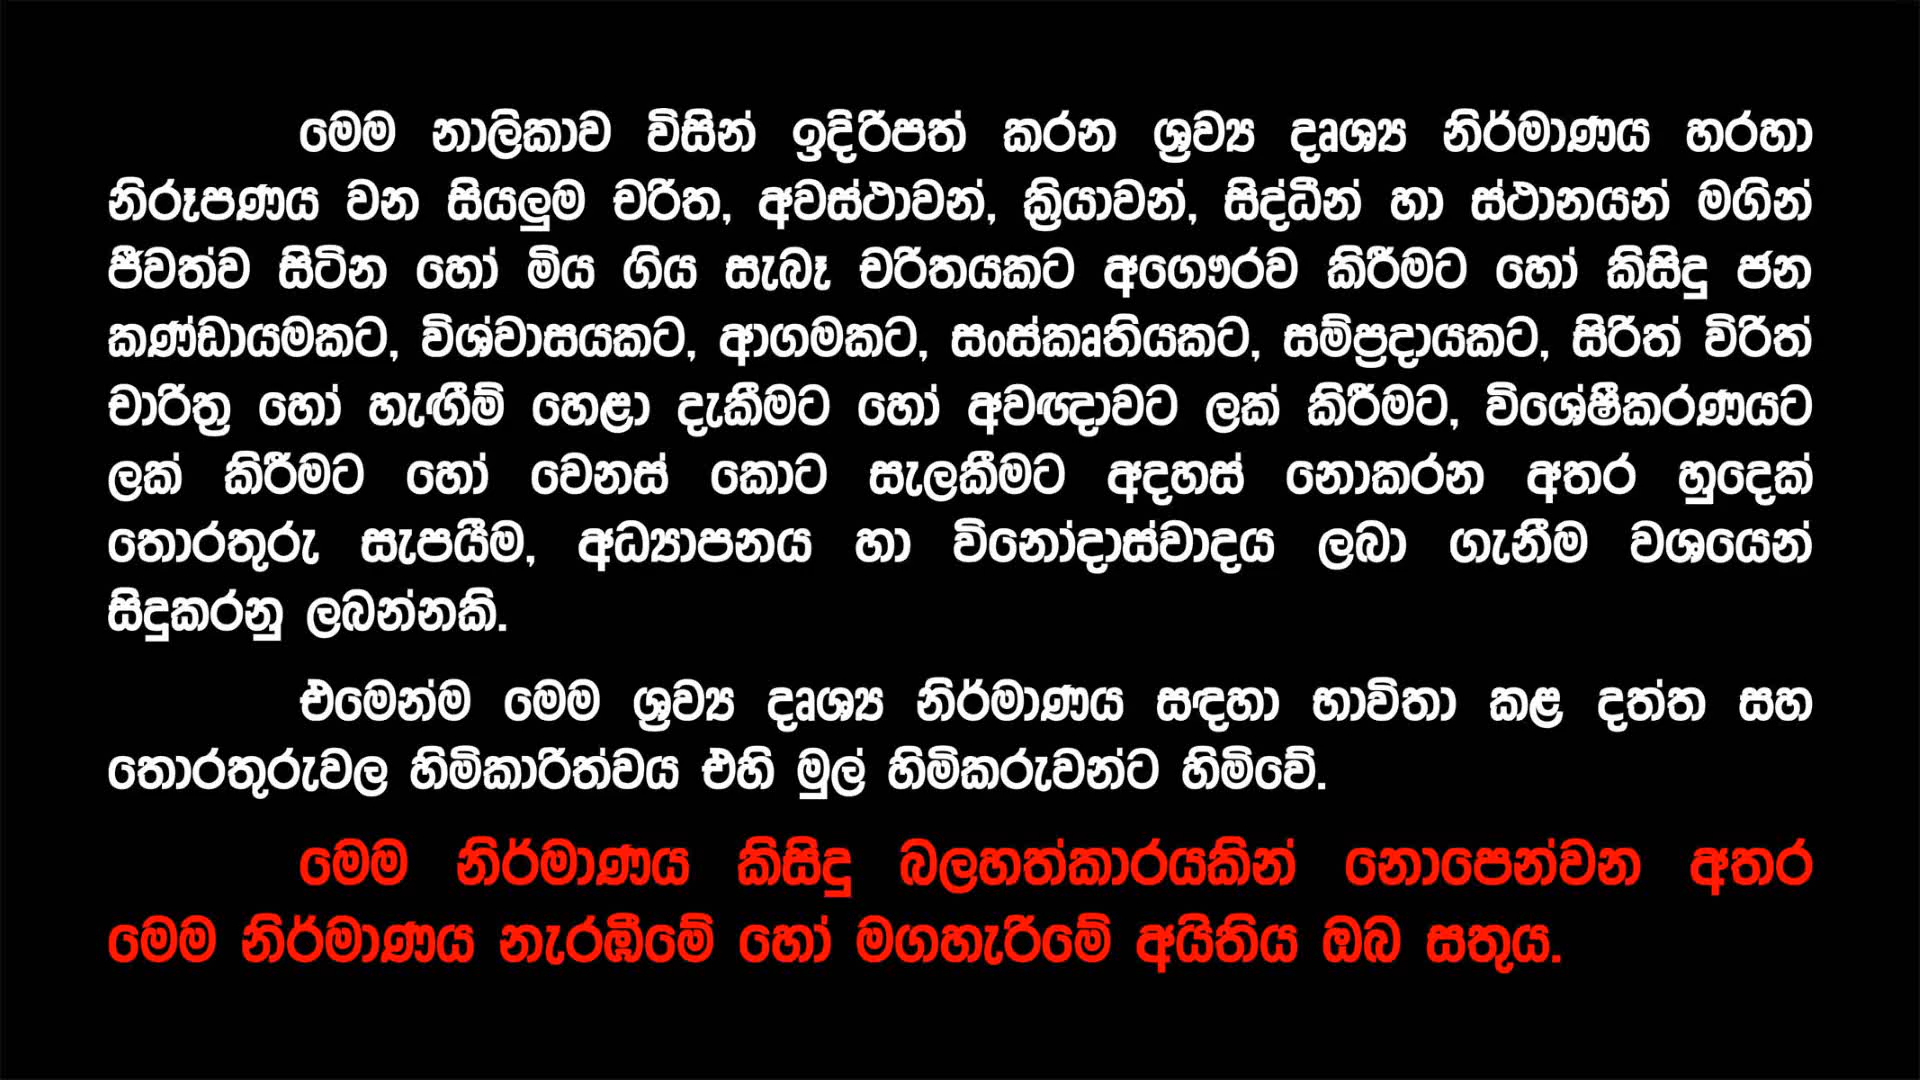 මෙම නාලිකාව විසින් ඉදිරිපත් කරන ශ්‍රව්‍ය දෘශ්‍ය නිර්මාණය හරහා
නිරූපණය වන සියලුම චරිත, අවස්ථාවන්, ක්‍රියාවන්, සිද්ධීන් හා ස්ථානයන් මගින්
ජීවත්ව සිටින හෝ මිය ගිය සැබෑ චරිතයකට අගෞරව කිරීමට හෝ කිසිදු ජන
කණ්ඩායමකට, විශ්වාසයකට, ආගමකට, සංස්කෘතියකට, සම්ප්‍රදායකට, සිරිත් විරිත්
චාරිත්‍ර හෝ හැඟීම් හෙළා දැකීමට හෝ අවඥාවට ලක් කිරීමට, විශේෂීකරණයට
ලක් කිරීමට හෝ වෙනස් කොට සැලකීමට අදහස් නොකරන අතර හුදෙක්
තොරතුරු සැපයීම, අධ්‍යාපනය හා විනෝදාස්වාදය ලබා ගැනීම වශයෙන්
සිදුකරනු ලබන්නකි.
එමෙන්ම මෙම ශ්‍රව්‍ය දෘශ්‍ය නිර්මාණය සඳහා භාවිතා කළ දත්ත සහ
තොරතුරුවල හිමිකාරිත්වය එහි මුල් හිමිකරුවන්ට හිමිවේ.
මෙම නිර්මාණය කිසිදු බලහත්කාරයකින් නොපෙන්වන අතර
මෙම නිර්මාණය නැරඹීමේ හෝ මගහැරීමේ අයිතිය ඔබ සතුය.